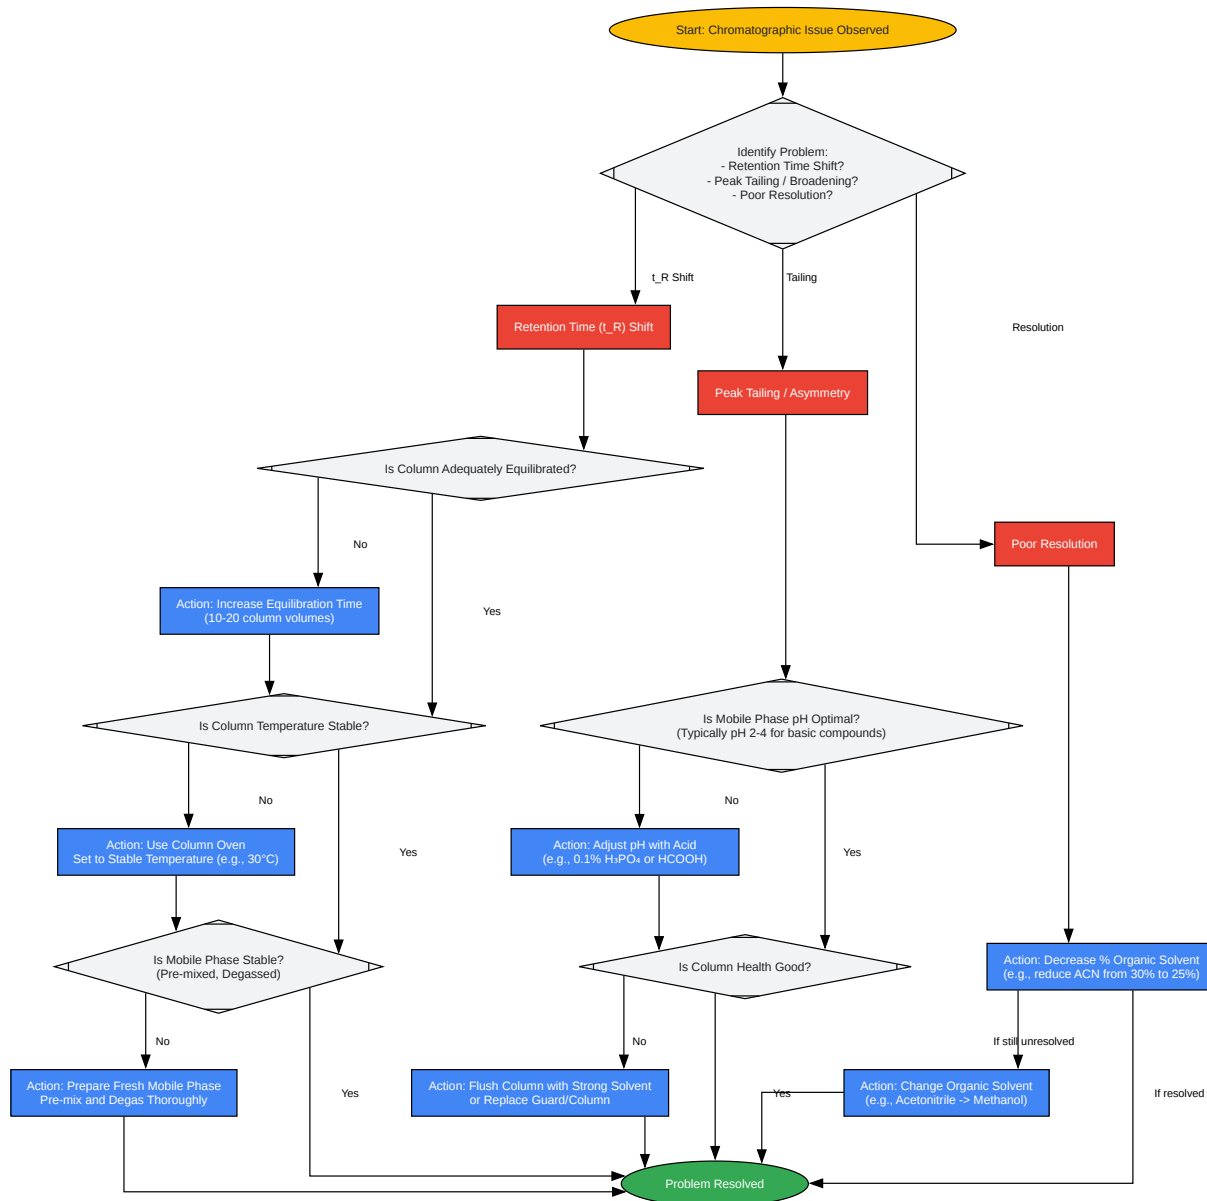 Start: Chromatographic Issue Observed
Identify Problem:
- Retention Time Shift?
- Peak Tailing / Broadening?
- Poor Resolution?
t_R Shift
Tailing
Resolution
Retention Time (t_R) Shift
Peak Tailing / Asymmetry
Is Column Adequately Equilibrated?
No
Poor Resolution
Action: Increase Equilibration Time
(10-20 column volumes)
Yes
Is Column Temperature Stable?
Is Mobile Phase pH Optimal?
(Typically pH 2-4 for basic compounds)
No
No
Action: Use Column Oven
Set to Stable Temperature (e.g., 30°C)
Yes
Action: Adjust pH with Acid
(e.g., 0.1% H₃PO₄ or HCOOH)
Yes
Is Mobile Phase Stable?
(Pre-mixed, Degassed)
Is Column Health Good?
Action: Decrease % Organic Solvent
(e.g., reduce ACN from 30% to 25%)
No
No
If still unresolved
Action: Prepare Fresh Mobile Phase
Pre-mix and Degas Thoroughly
Yes
Action: Flush Column with Strong Solvent
or Replace Guard/Column
Yes
Action: Change Organic Solvent
(e.g., Acetonitrile -> Methanol)
If resolved
Problem Resolved